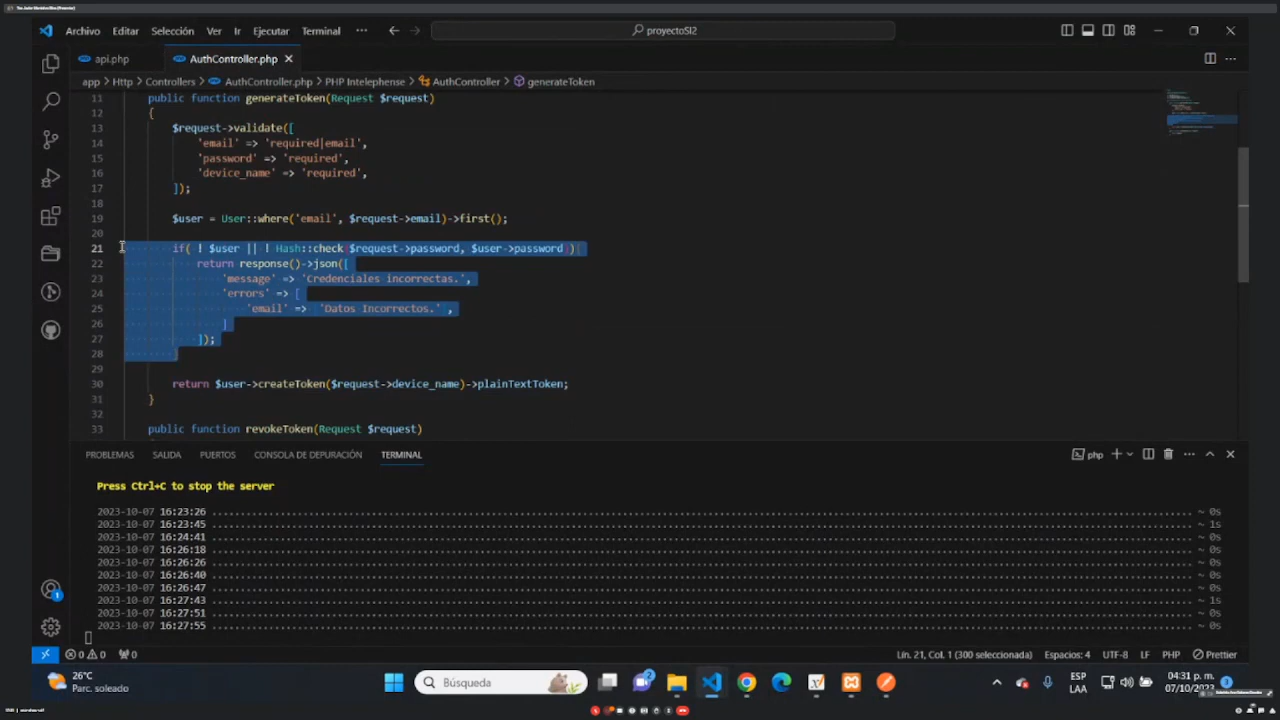 Archivo Editar Selección Ver Ir Ejecutar Terminal ··· proyectoSI2
api.php AuthController.php
app > Http > Controllers > AuthController.php > PHP Intelephense > AuthController > generateToken
11 public function generateToken(Request $request)
12 {
13 $request->validate([
14 'email' => 'required|email',
15 'password' => 'required',
16 'device_name' => 'required',
17 ]);
18
19 $user = User::where('email', $request->email)->first();
20
21 if( ! $user || ! Hash::check($request->password, $user->password)){
22 return response()->json([
23 'message' => 'Credenciales incorrectas.',
24 'errors' => [
25 'email' => 'Datos Incorrectos.' ,
26 ]
27 ]);
28 }
29
30 return $user->createToken($request->device_name)->plainTextToken;
31 }
32
33 public function revokeToken(Request $request)
PROBLEMAS SALIDA PUERTOS CONSOLA DE DEPURACIÓN TERMINAL php
Press Ctrl+C to stop the server
2023-10-07 16:23:26 ~ 0s
2023-10-07 16:23:45 ~ 1s
2023-10-07 16:24:41 ~ 0s
2023-10-07 16:26:18 ~ 0s
2023-10-07 16:26:26 ~ 0s
2023-10-07 16:26:40 ~ 0s
2023-10-07 16:26:47 ~ 0s
2023-10-07 16:27:43 ~ 1s
2023-10-07 16:27:51 ~ 0s
2023-10-07 16:27:55 ~ 0s
0 0 0 Lín. 21, Col. 1 (300 seleccionada) Espacios: 4 UTF-8 LF PHP Prettier
26°C
Parc. soleado
Búsqueda
ESP
LAA
04:31 p. m.
07/10/2023